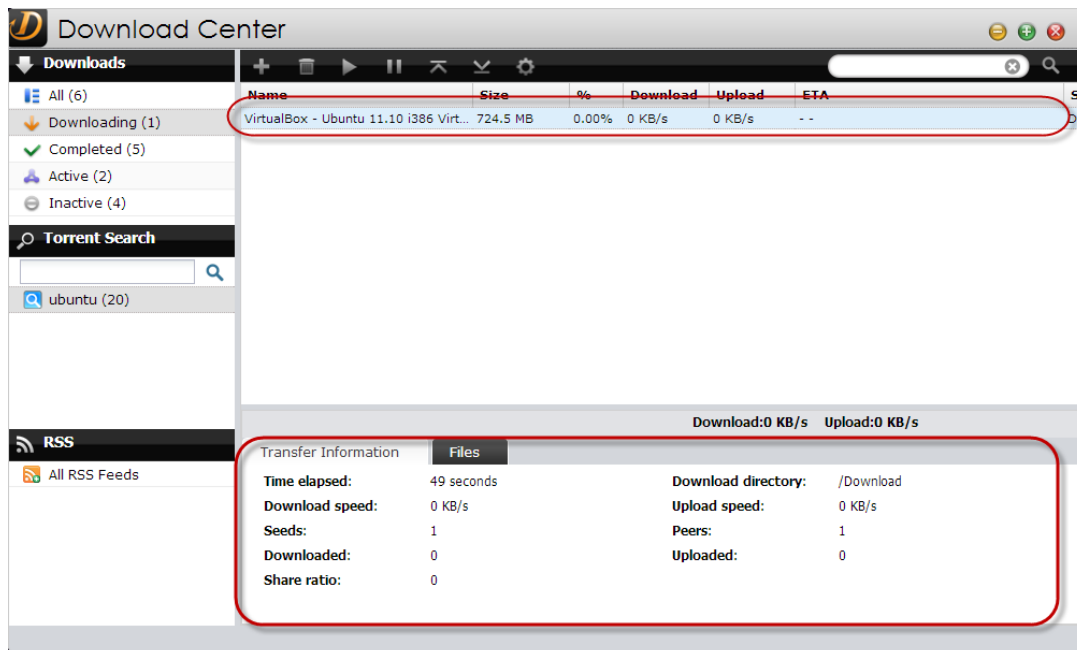 Download Center
Downloads
All (6)
Downloading (1)
Completed (5)
Active (2)
Inactive (4)
Torrent Search
ubuntu (20)
RSS
All RSS Feeds
Name Size % Download Upload ETA S
VirtualBox - Ubuntu 11.10 i386 Virt... 724.5 MB 0.00% 0 KB/s 0 KB/s - - D
Download:0 KB/s Upload:0 KB/s
Transfer Information Files
Time elapsed: 49 seconds Download directory: /Download
Download speed: 0 KB/s Upload speed: 0 KB/s
Seeds: 1 Peers: 1
Downloaded: 0 Uploaded: 0
Share ratio: 0